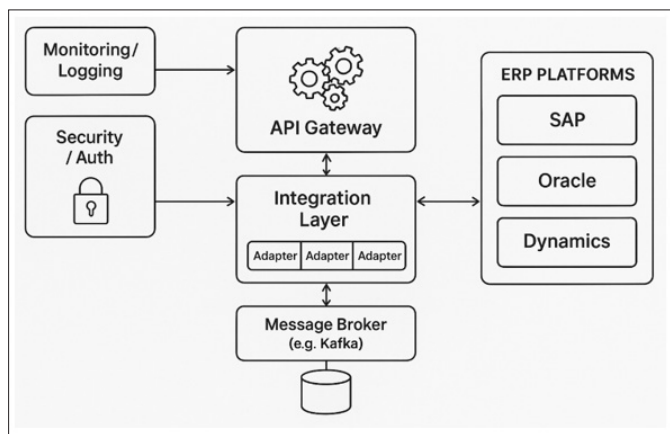 Monitoring/
Logging
API Gateway
Security
/ Auth
Integration
Layer
Adapter
Adapter
Adapter
Message Broker
(e.g. Kafka)
ERP PLATFORMS
SAP
Oracle
Dynamics